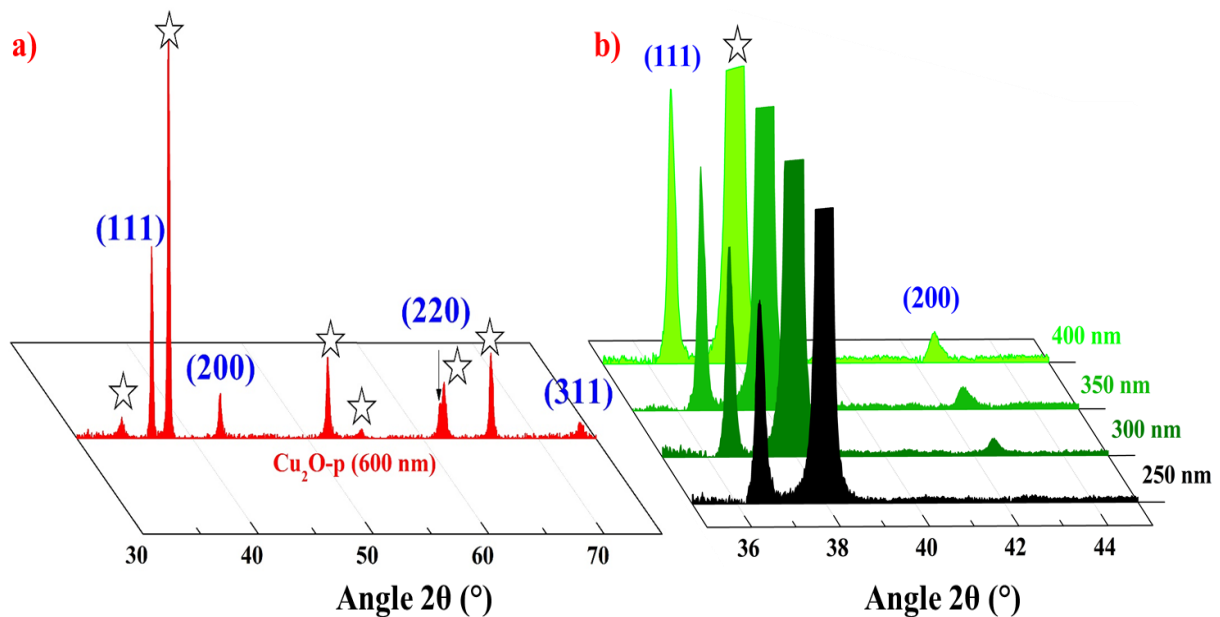 a)
(111)
(200)
(220)
(311)
Cu₂O-p (600 nm)
30 40 50 60 70
Angle 2θ (°)
b)
(111)
(200)
400 nm
350 nm
300 nm
250 nm
36 38 40 42 44
Angle 2θ (°)